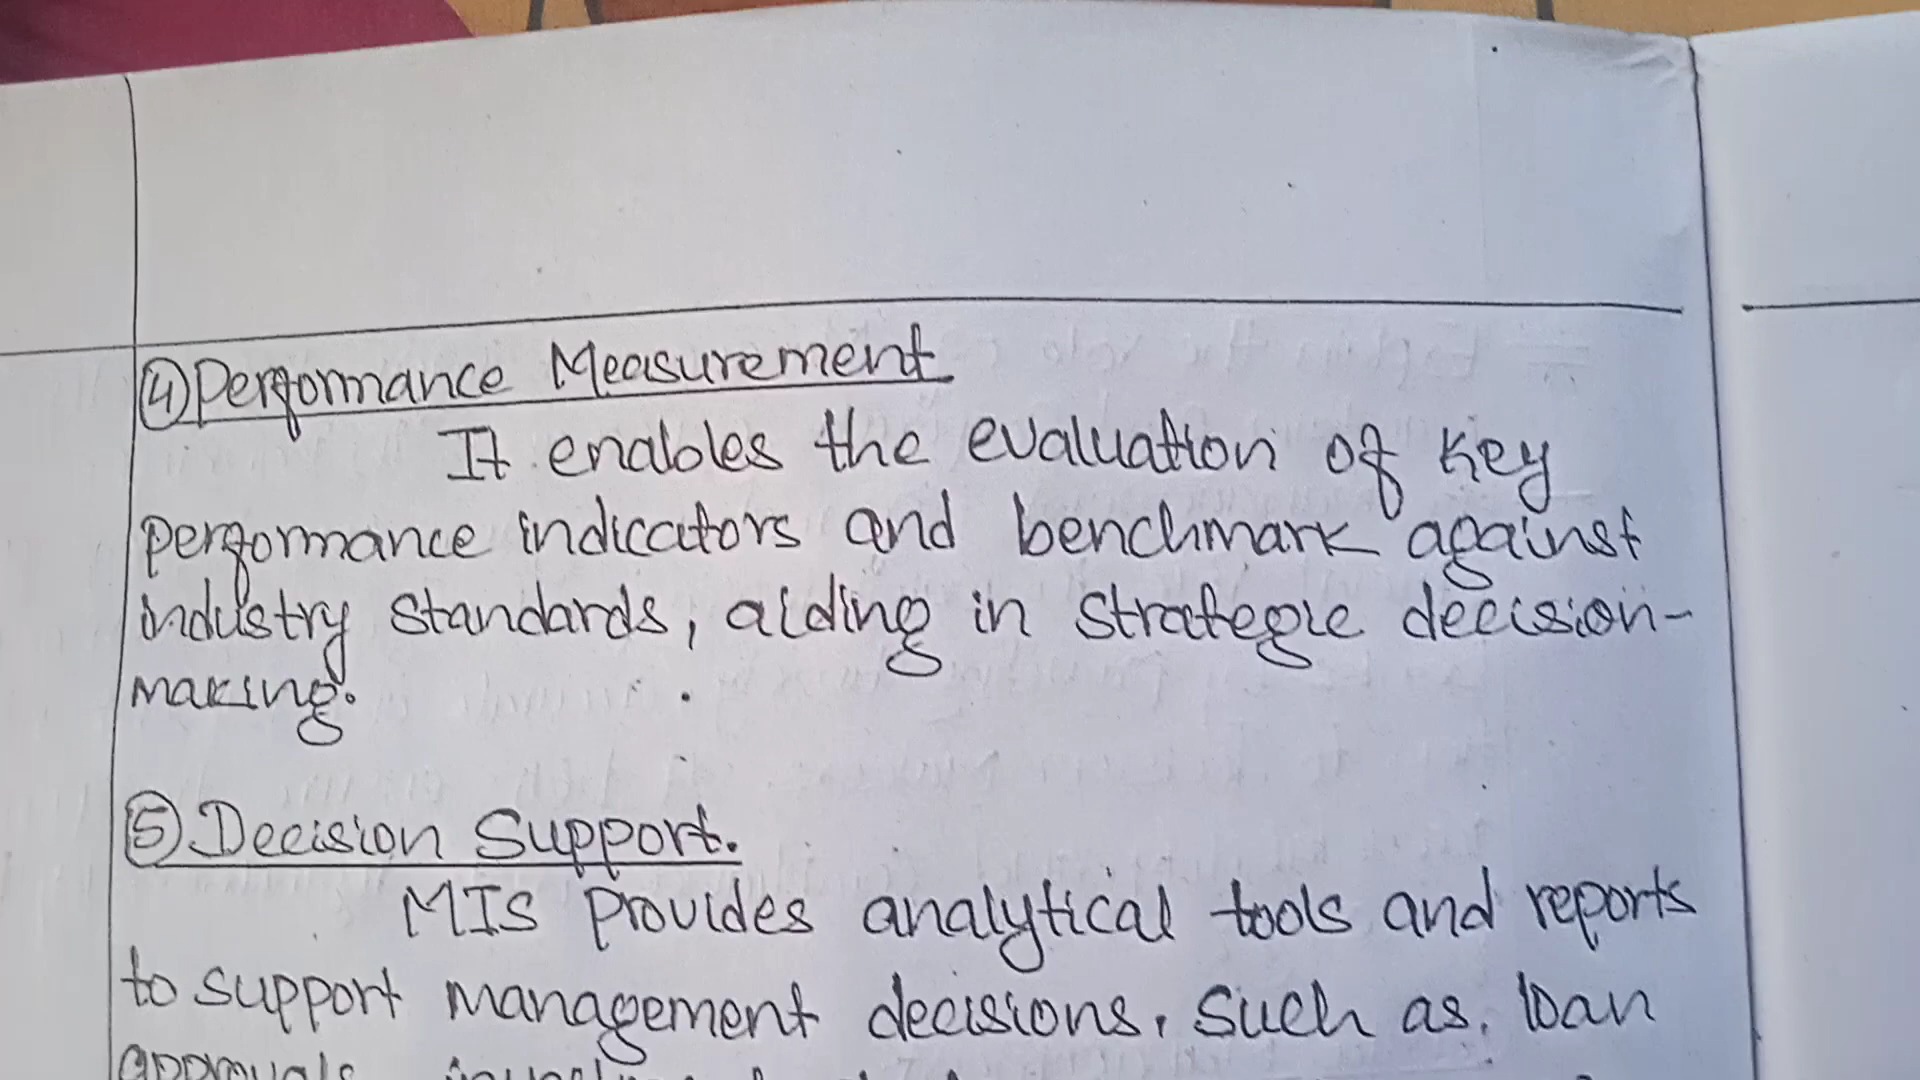 ④ Performance Measurement
It enables the evaluation of key
performance indicators and benchmark against
industry standards, aiding in strategic decision-
making.
⑤ Decision Support.
MIS provides analytical tools and reports
to support management decisions, such as, loan
approvals